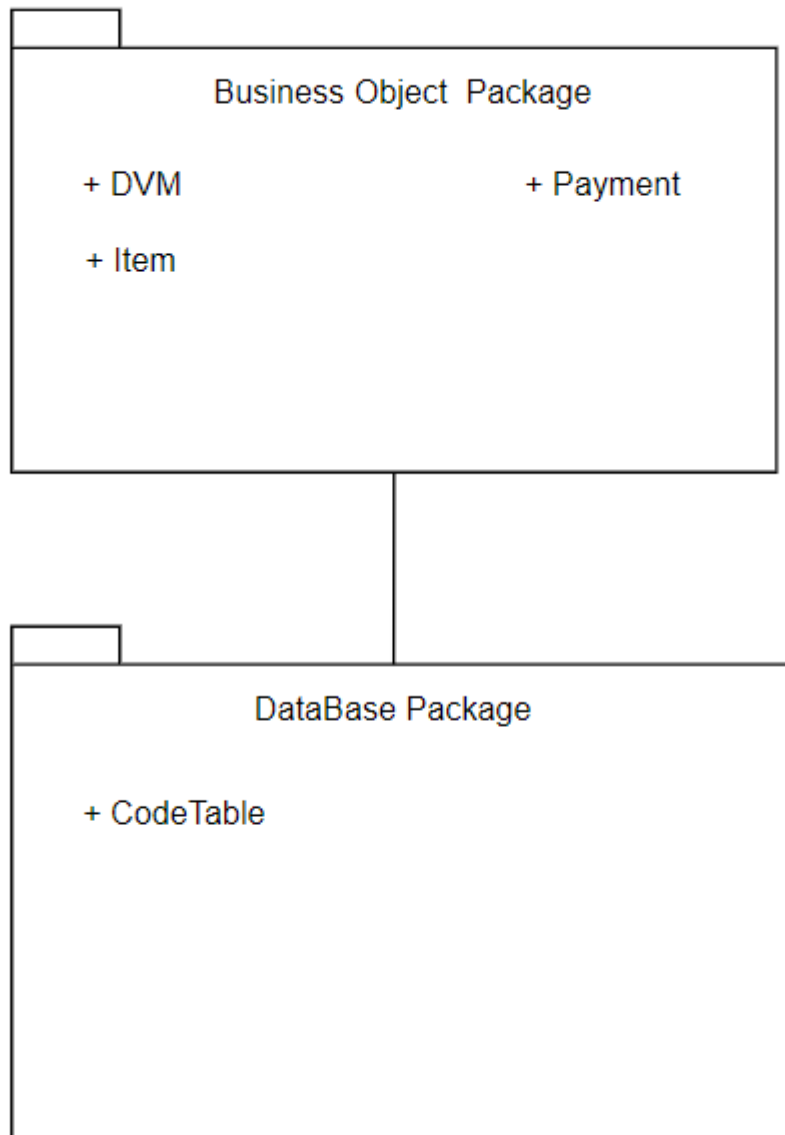 Business Object  Package
+ DVM
+ Payment
+ Item
DataBase Package
+ CodeTable